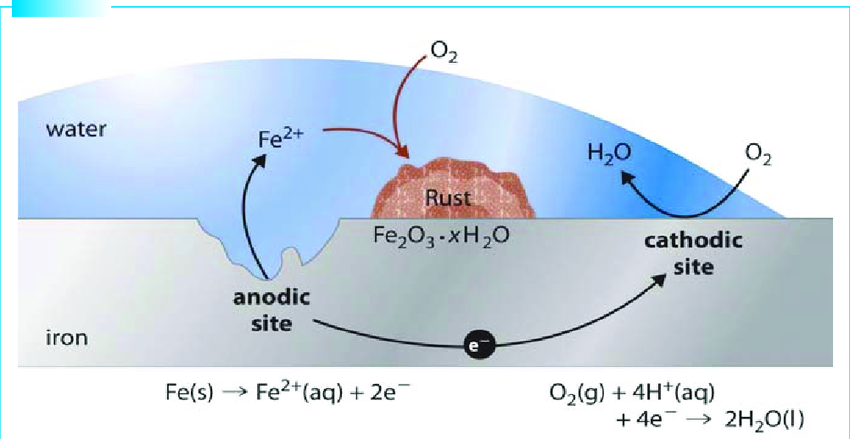 O₂
water
Fe²⁺
H₂O
O₂
Rust
Fe₂O₃·xH₂O
cathodic
site
anodic
site
iron
e⁻
Fe(s) → Fe²⁺(aq) + 2e⁻
O₂(g) + 4H⁺(aq)
+ 4e⁻ → 2H₂O(l)